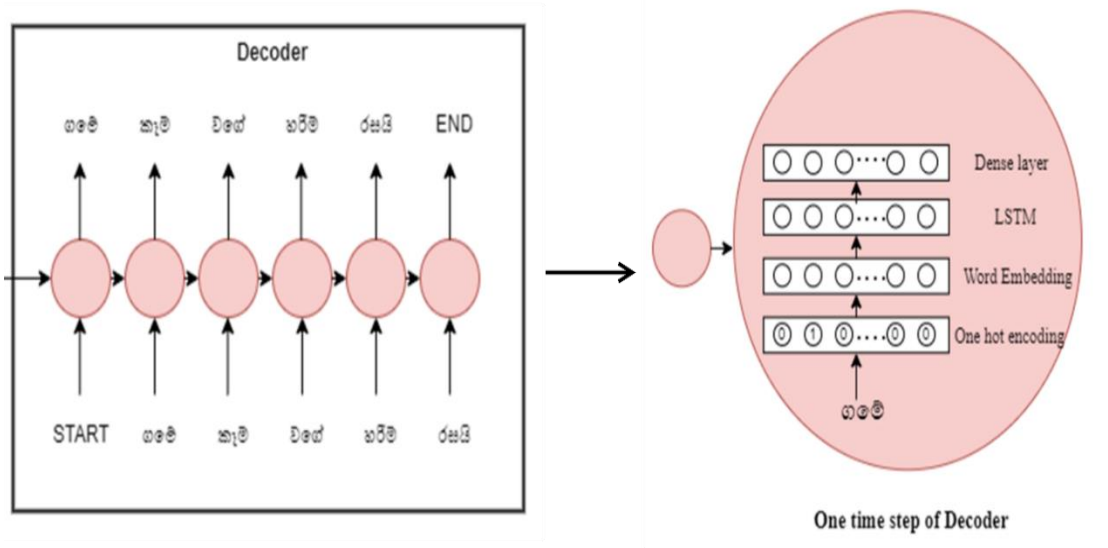 Decoder
ගමේ කෑම වගේ හරිම රසයි END
START ගමේ කෑම වගේ හරිම රසයි
Dense layer
LSTM
Word Embedding
0 1 0 0 0 One hot encoding
ගමේ
One time step of Decoder